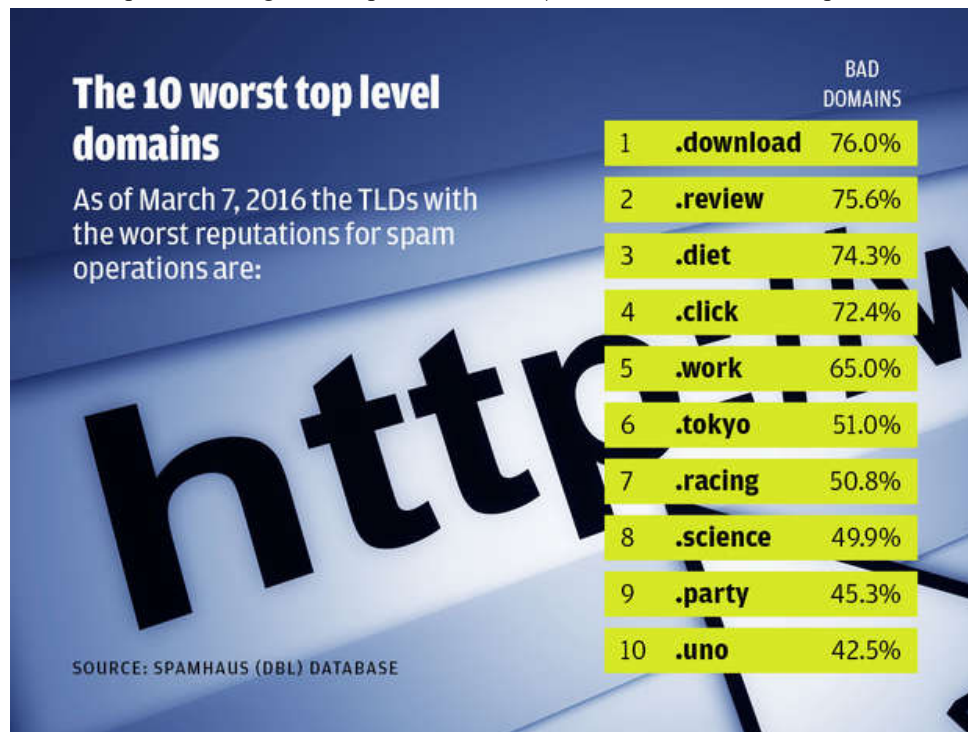 The 10 worst top level
domains
As of March 7, 2016 the TLDs with
the worst reputations for spam
operations are:
BAD
DOMAINS
1 .download 76.0%
2 .review 75.6%
3 .diet 74.3%
4 .click 72.4%
5 .work 65.0%
6 .tokyo 51.0%
7 .racing 50.8%
8 .science 49.9%
9 .party 45.3%
10 .uno 42.5%
http://w
SOURCE: SPAMHAUS (DBL) DATABASE